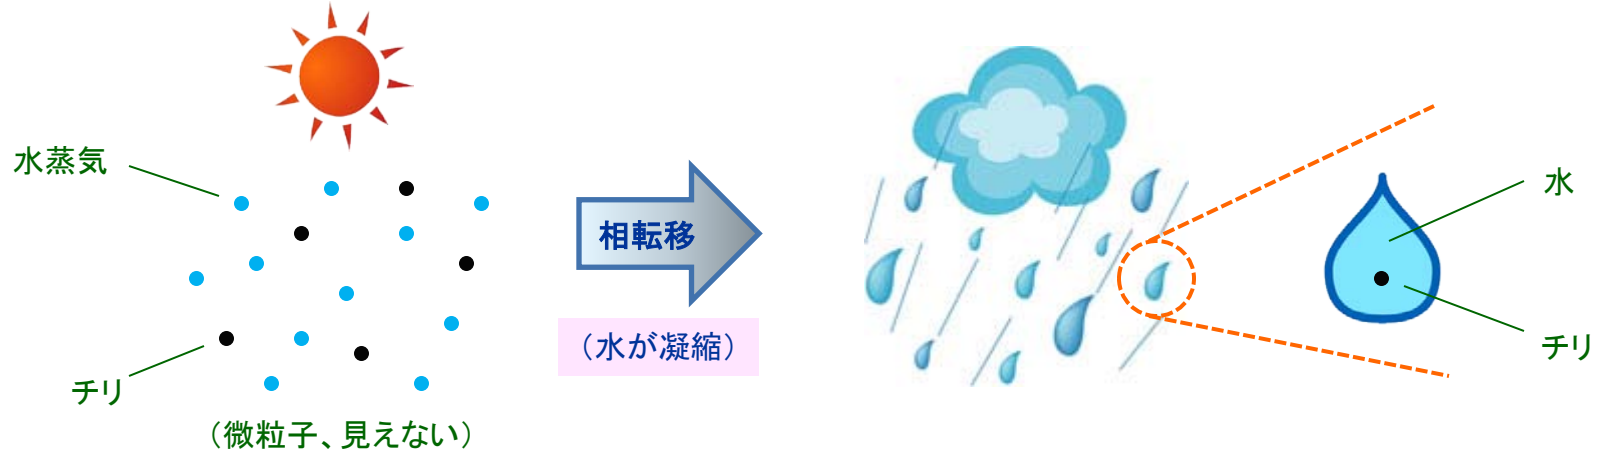 水蒸気
チリ
(微粒子、見えない)
相転移
(水が凝縮)
水
チリ